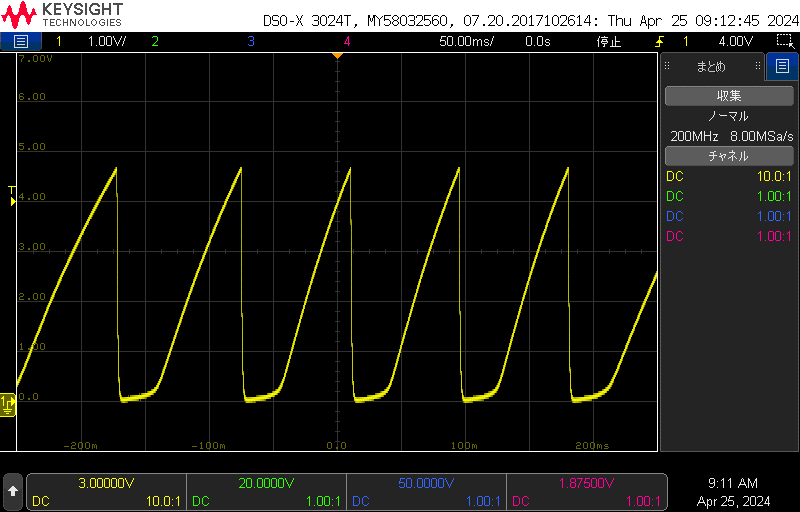 KEYSIGHT
TECHNOLOGIES
DSO-X 3024T, MY58032560, 07.20.2017102614: Thu Apr 25 09:12:45 2024
1 1.00V/ 2 3 4 50.00ms/ 0.0s 停止 1 4.00V
7.00V
6.00
5.00
4.00
3.00
2.00
1.00
0.0
T
1
-200m -100m 0.0 100m 200ms
まとめ
収集
ノーマル
200MHz 8.00MSa/s
チャネル
DC 10.0:1
DC 1.00:1
DC 1.00:1
DC 1.00:1
3.00000V 20.0000V 50.0000V 1.87500V
DC 10.0:1 DC 1.00:1 DC 1.00:1 DC 1.00:1
9:11 AM
Apr 25, 2024